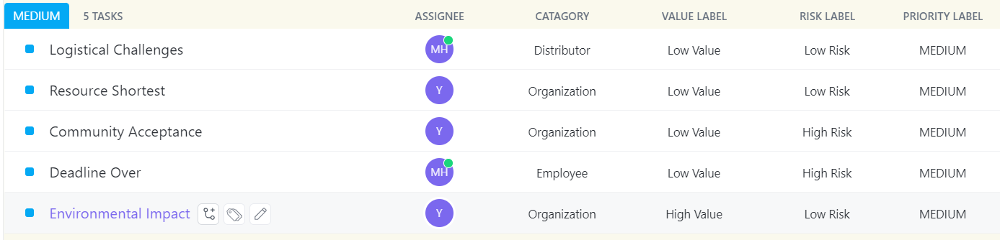 MEDIUM 5 TASKS ASSIGNEE CATAGORY VALUE LABEL RISK LABEL PRIORITY LABEL
Logistical Challenges MH Distributor Low Value Low Risk MEDIUM
Resource Shortest Y Organization Low Value Low Risk MEDIUM
Community Acceptance Y Organization Low Value High Risk MEDIUM
Deadline Over MH Employee Low Value High Risk MEDIUM
Environmental Impact Y Organization High Value Low Risk MEDIUM